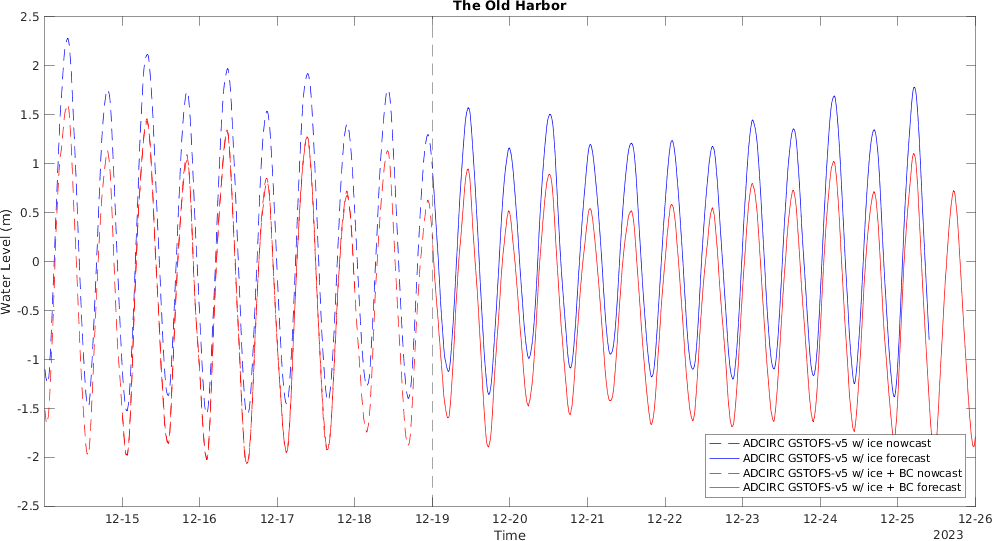 The Old Harbor
2.5
2
1.5
1
0.5
0
-0.5
-1
-1.5
-2
-2.5
Water Level (m)
ADCIRC GSTOFS-v5 w/ ice nowcast
ADCIRC GSTOFS-v5 w/ ice forecast
ADCIRC GSTOFS-v5 w/ ice + BC nowcast
ADCIRC GSTOFS-v5 w/ ice + BC forecast
12-15 12-16 12-17 12-18 12-19 12-20 12-21 12-22 12-23 12-24 12-25 12-26
Time
2023